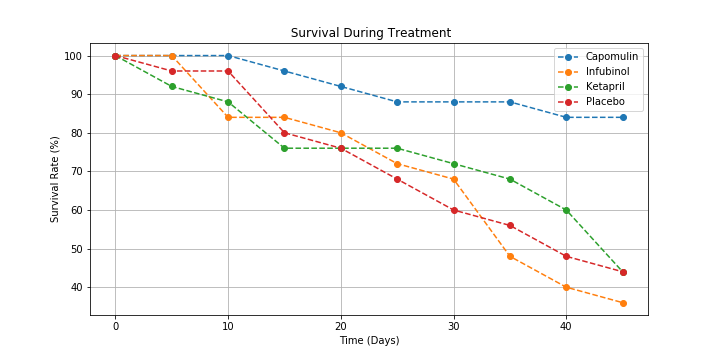 Survival During Treatment
Survival Rate (%)
100
90
80
70
60
50
40
Capomulin
Infubinol
Ketapril
Placebo
0
10
20
30
40
Time (Days)